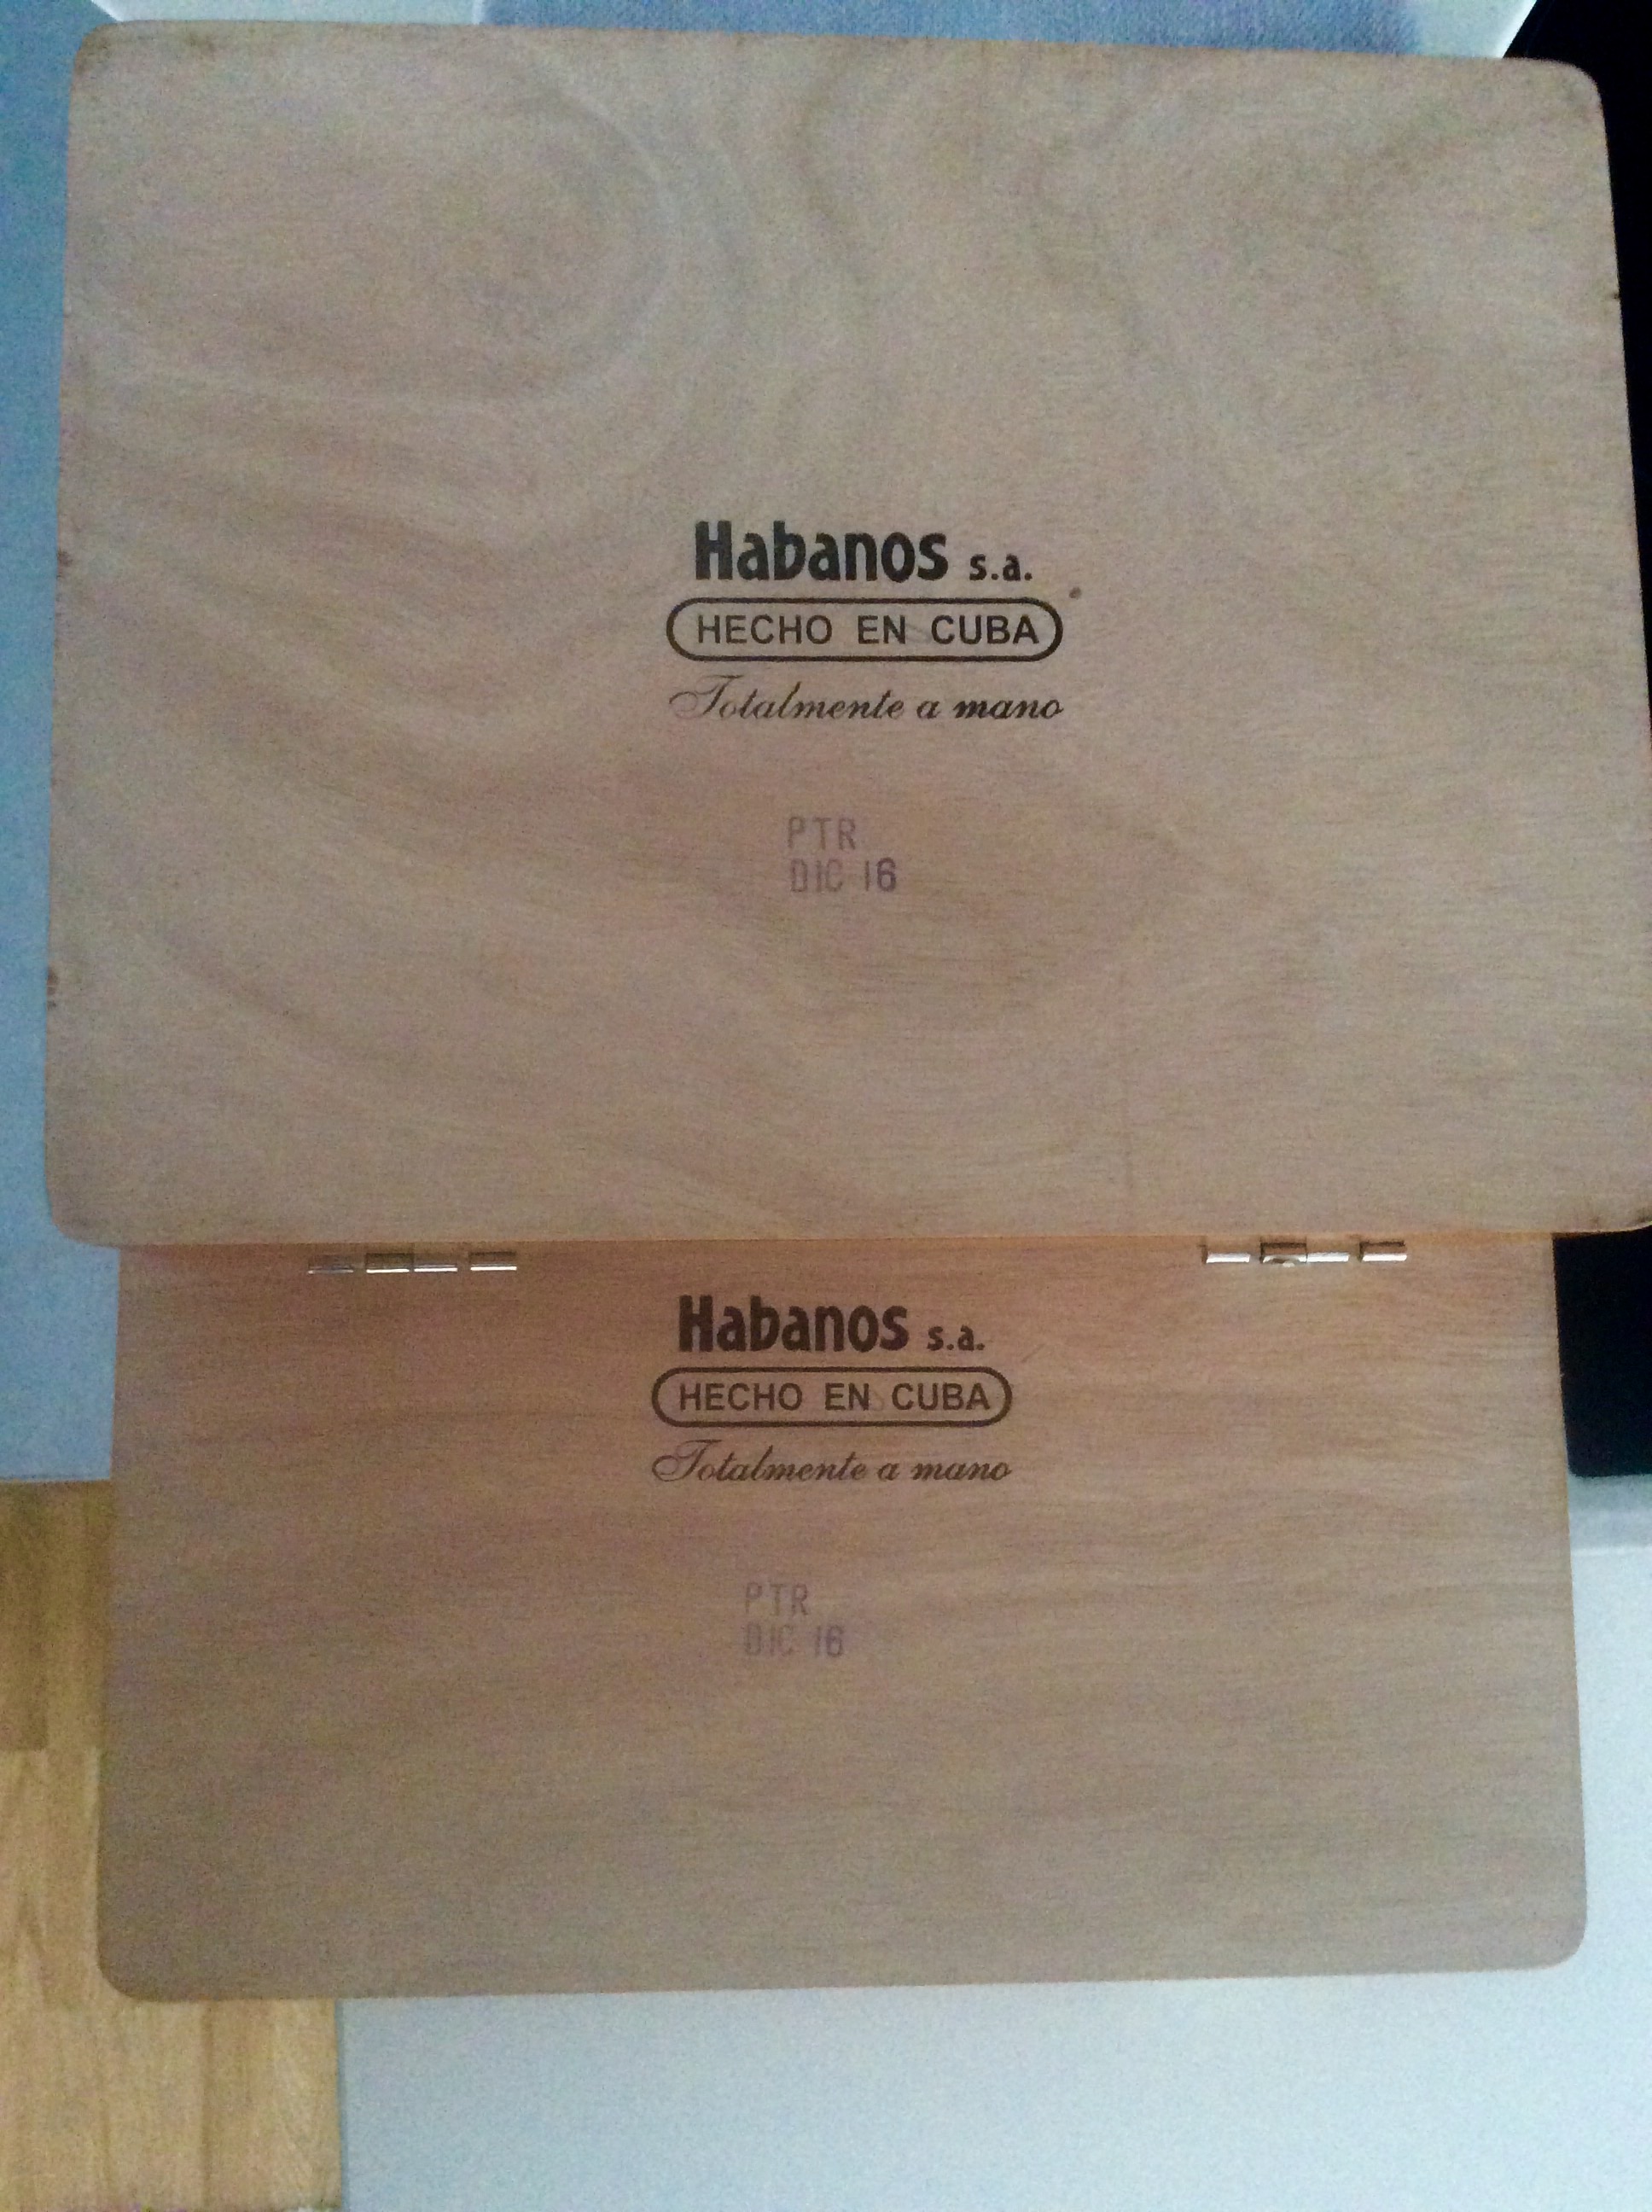 Habanos s.a.
HECHO EN CUBA
Totalmente a mano
PTR
DIC 16
Habanos s.a.
HECHO EN CUBA
Totalmente a mano
PTR
DIC 16